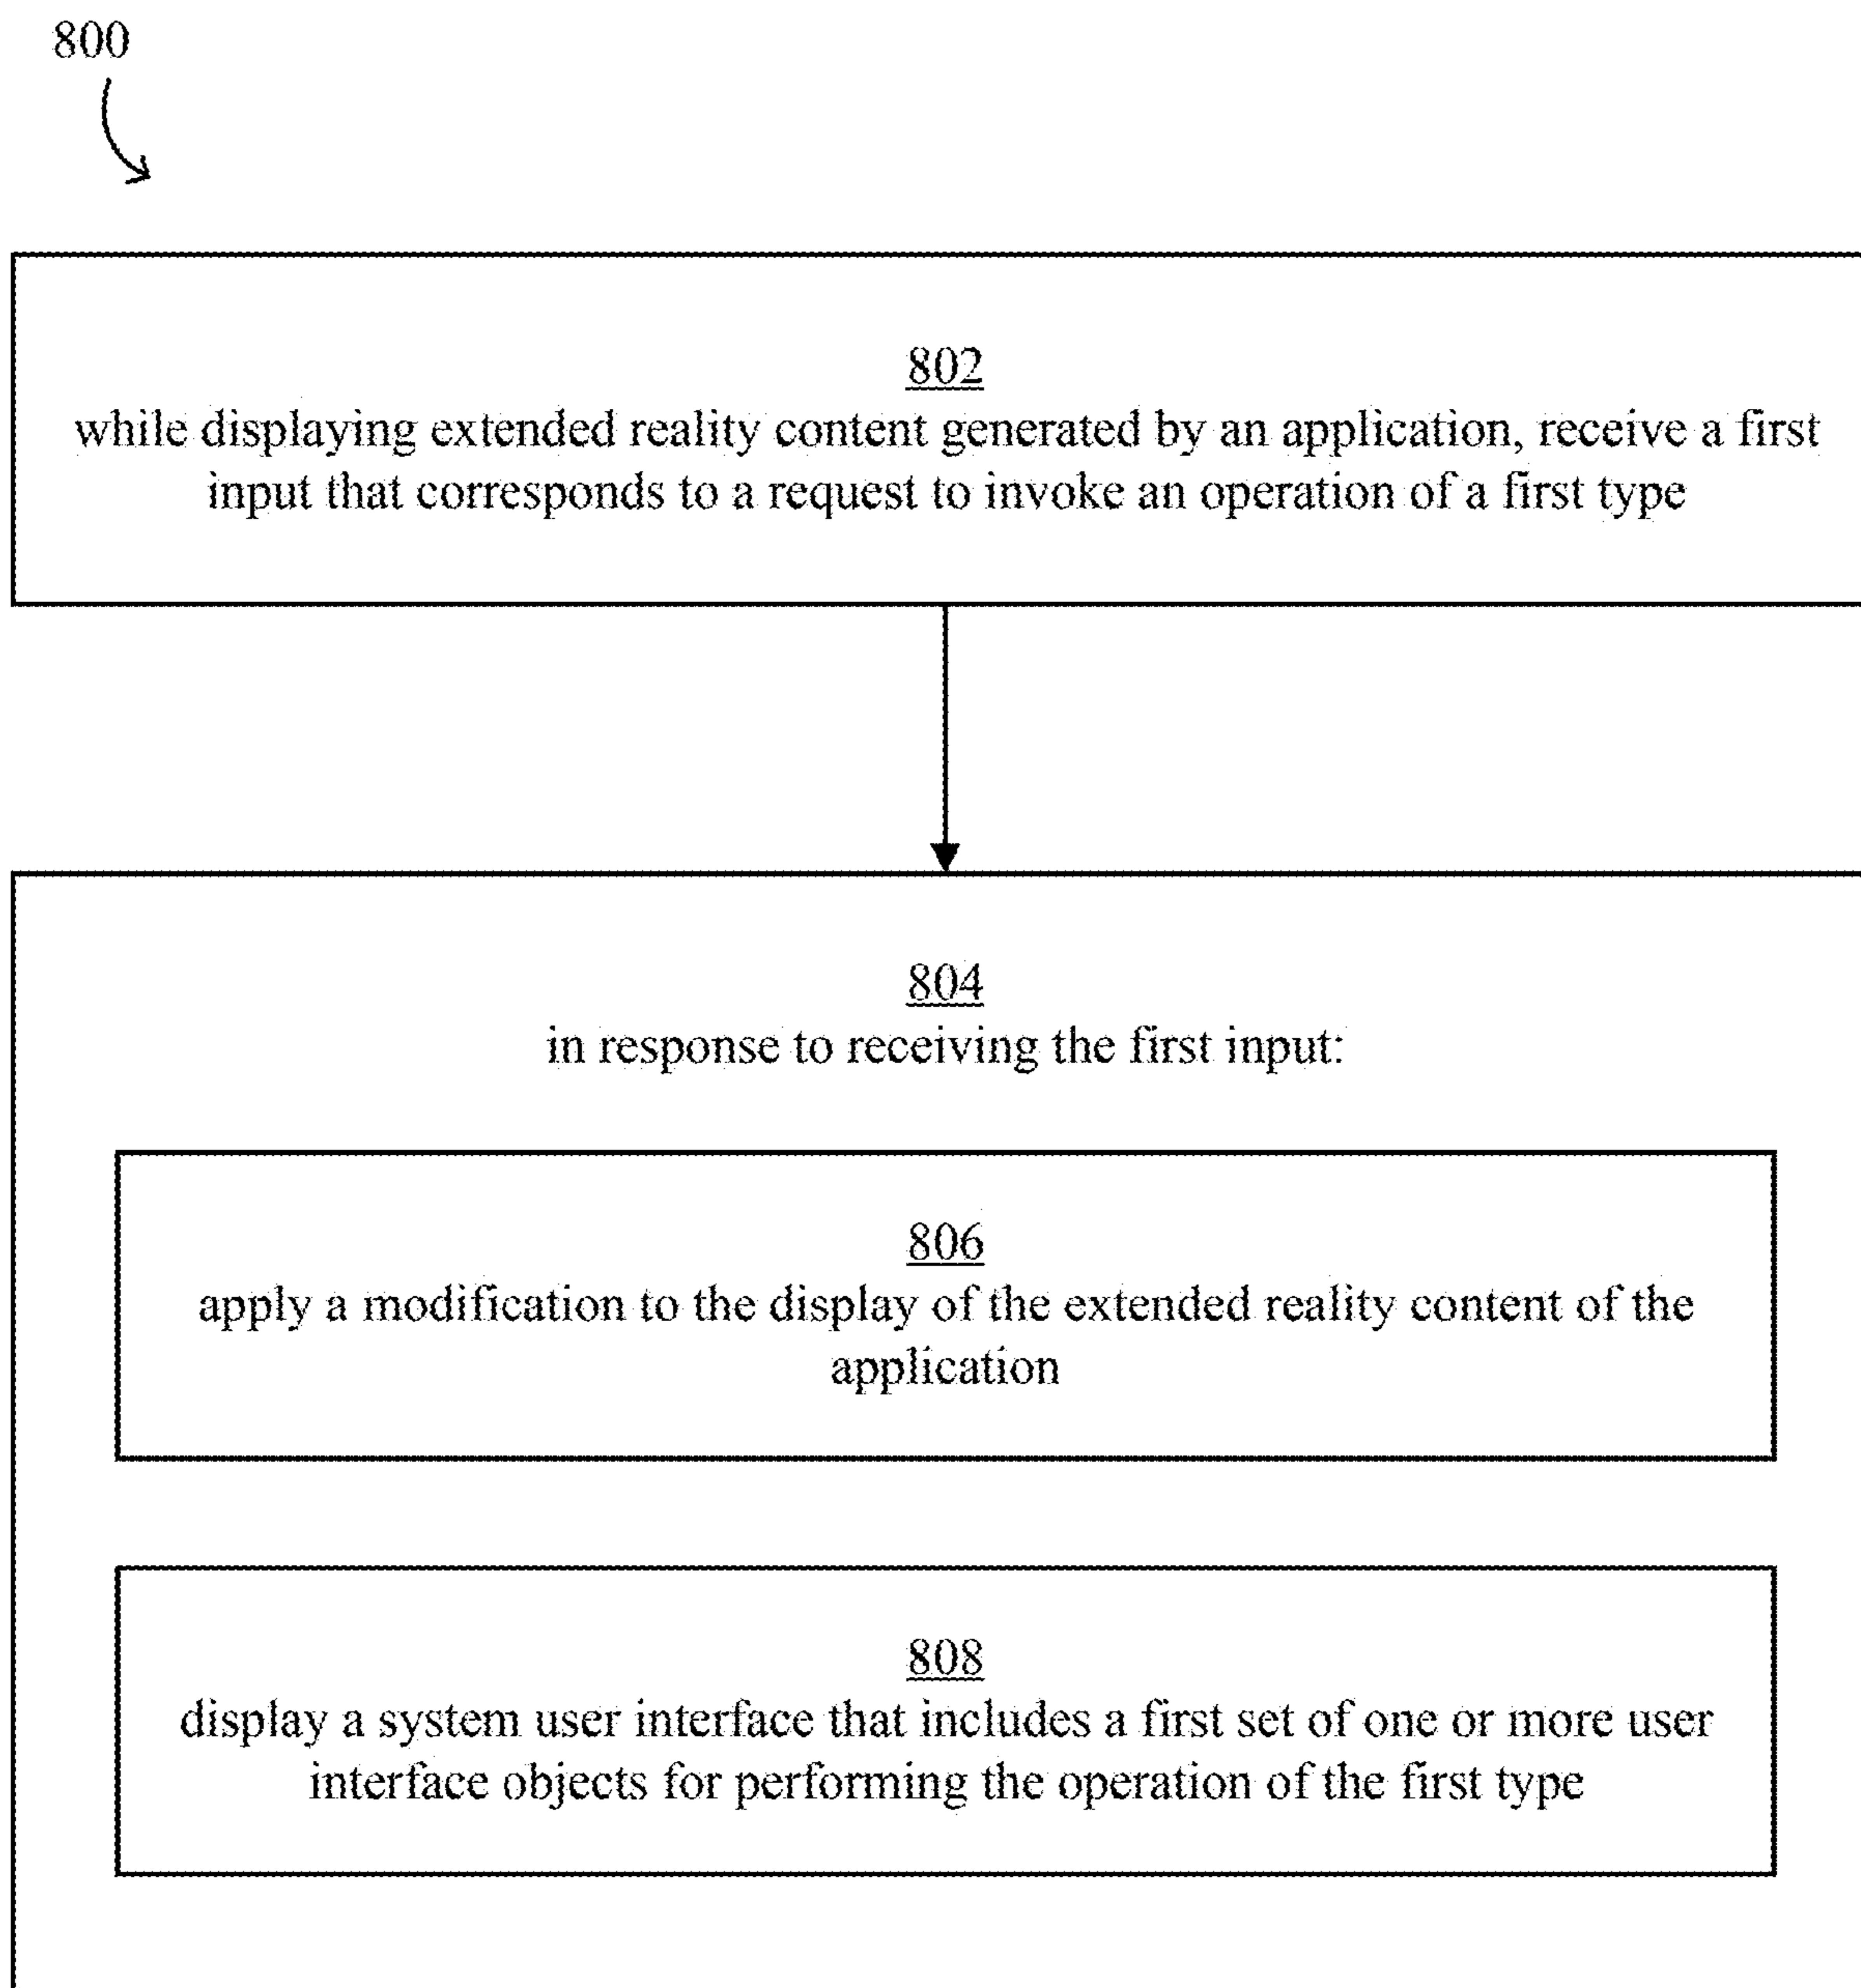 800
802
while displaying extended reality content generated by an application, receive a first
input that corresponds to a request to invoke an operation of a first type
804
in response to receiving the first input:
806
apply a modification to the display of the extended reality content of the
application
808
display a system user interface that includes a first set of one or more user
interface objects for performing the operation of the first type